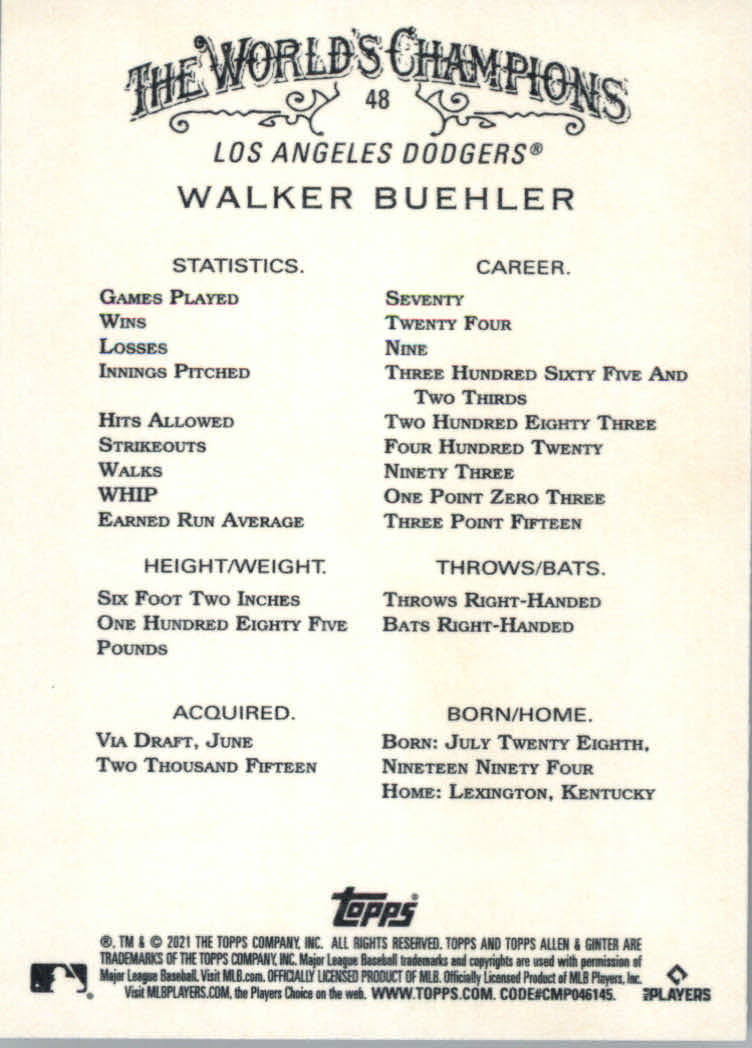 THE WORLD'S CHAMPIONS
48
LOS ANGELES DODGERS®
WALKER BUEHLER
STATISTICS. CAREER.
GAMES PLAYED SEVENTY
WINS TWENTY FOUR
LOSSES NINE
INNINGS PITCHED THREE HUNDRED SIXTY FIVE AND
TWO THIRDS
HITS ALLOWED TWO HUNDRED EIGHTY THREE
STRIKEOUTS FOUR HUNDRED TWENTY
WALKS NINETY THREE
WHIP ONE POINT ZERO THREE
EARNED RUN AVERAGE THREE POINT FIFTEEN
HEIGHT/WEIGHT. THROWS/BATS.
SIX FOOT TWO INCHES THROWS RIGHT-HANDED
ONE HUNDRED EIGHTY FIVE BATS RIGHT-HANDED
POUNDS
ACQUIRED. BORN/HOME.
VIA DRAFT, JUNE BORN: JULY TWENTY EIGHTH,
TWO THOUSAND FIFTEEN NINETEEN NINETY FOUR
HOME: LEXINGTON, KENTUCKY
Topps®
®, TM & © 2021 THE TOPPS COMPANY, INC. ALL RIGHTS RESERVED. TOPPS AND TOPPS ALLEN & GINTER ARE
TRADEMARKS OF THE TOPPS COMPANY, INC. Major League Baseball trademarks and copyrights are used with permission of
Major League Baseball. Visit MLB.com. OFFICIALLY LICENSED PRODUCT OF MLB. Officially Licensed Product of MLB Players, Inc.
Visit MLBPLAYERS.COM, the Players Choice on the web. WWW.TOPPS.COM. CODE#CMP046145.
MLB PLAYERS